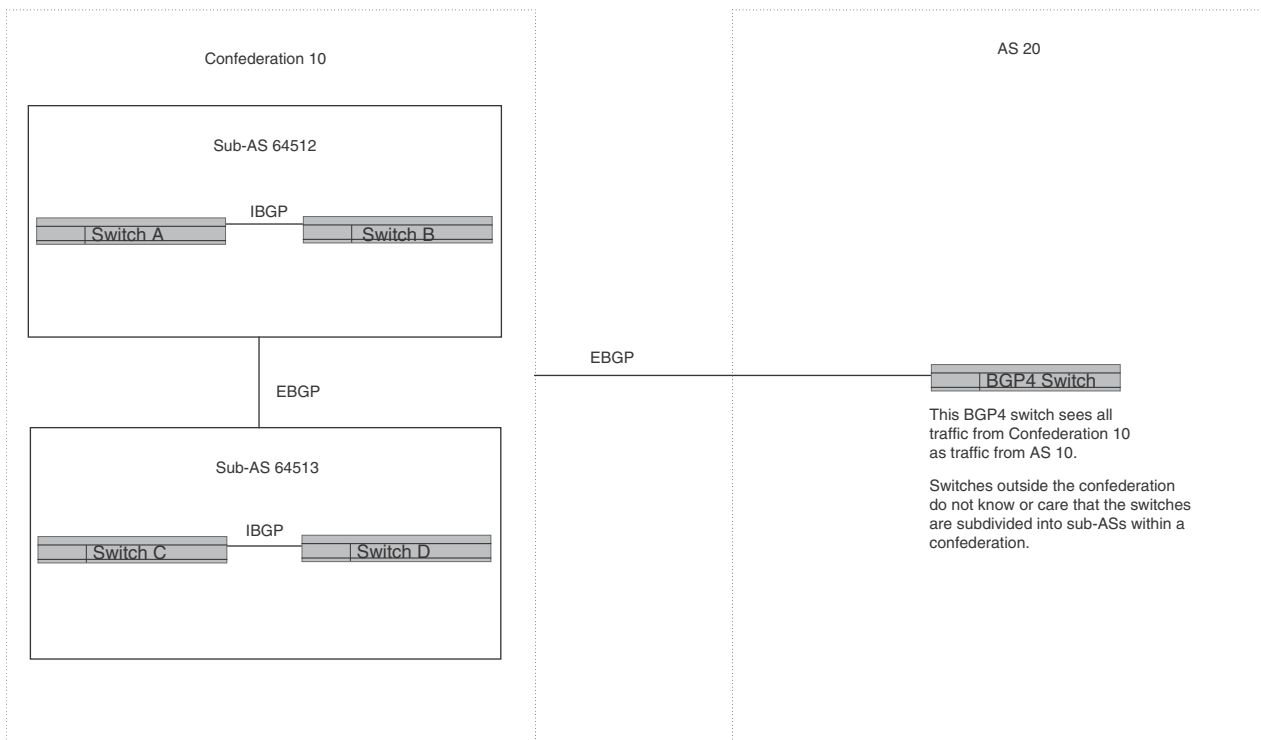 Confederation 10
AS 20
Sub-AS 64512
IBGP
Switch A
Switch B
EBGP
EBGP
BGP4 Switch
This BGP4 switch sees all
traffic from Confederation 10
as traffic from AS 10.
Switches outside the confederation
do not know or care that the switches
are subdivided into sub-ASs within a
confederation.
Sub-AS 64513
IBGP
Switch C
Switch D